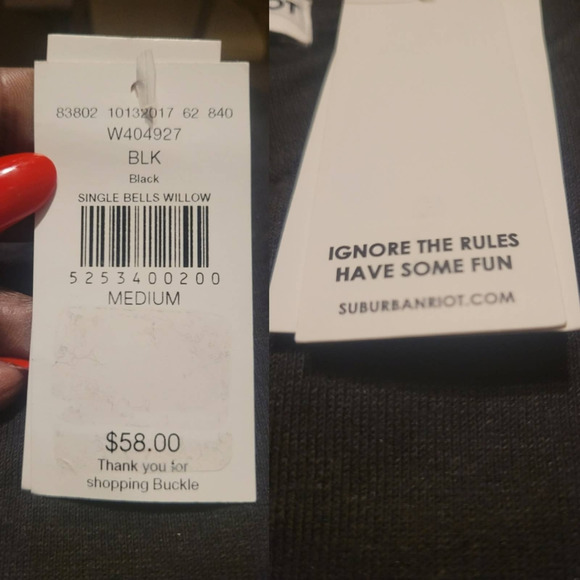 83802 10132017 62 840
W404927
BLK
Black
SINGLE BELLS WILLOW
5253400200
MEDIUM
$58.00
Thank you for
shopping Buckle
IGNORE THE RULES
HAVE SOME FUN
SUBURBANRIOT.COM